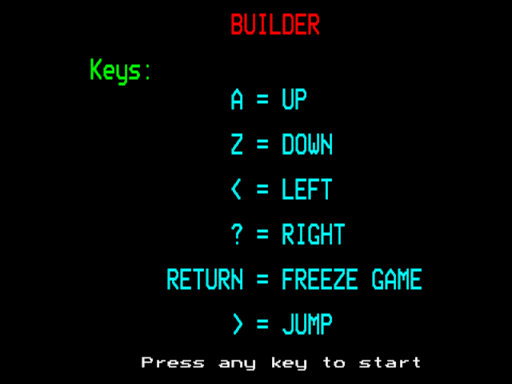 BUILDER
Keys:
A = UP
Z = DOWN
< = LEFT
? = RIGHT
RETURN = FREEZE GAME
> = JUMP
Press any key to start